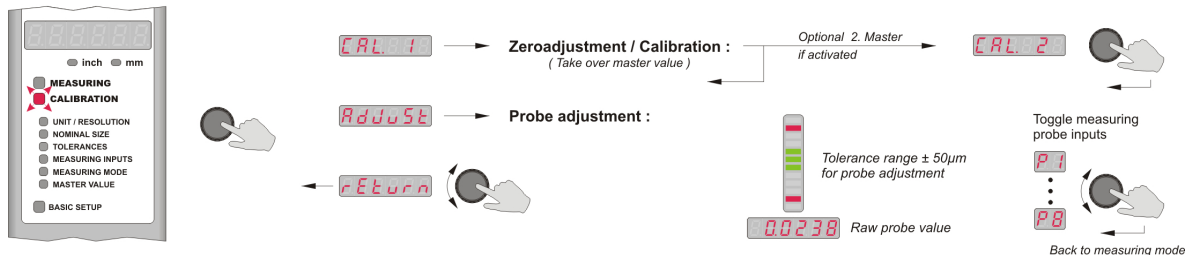 inch mm
MEASURING
CALIBRATION
UNIT / RESOLUTION
NOMINAL SIZE
TOLERANCES
MEASURING INPUTS
MEASURING MODE
MASTER VALUE
BASIC SETUP
CAL. 1
Zeroadjustment / Calibration :
( Take over master value )
Optional 2. Master
if activated
CAL. 2
AdJuSt
Probe adjustment :
rEturn
Tolerance range ± 50µm
for probe adjustment
0.0238
Raw probe value
Toggle measuring
probe inputs
P1
P8
Back to measuring mode